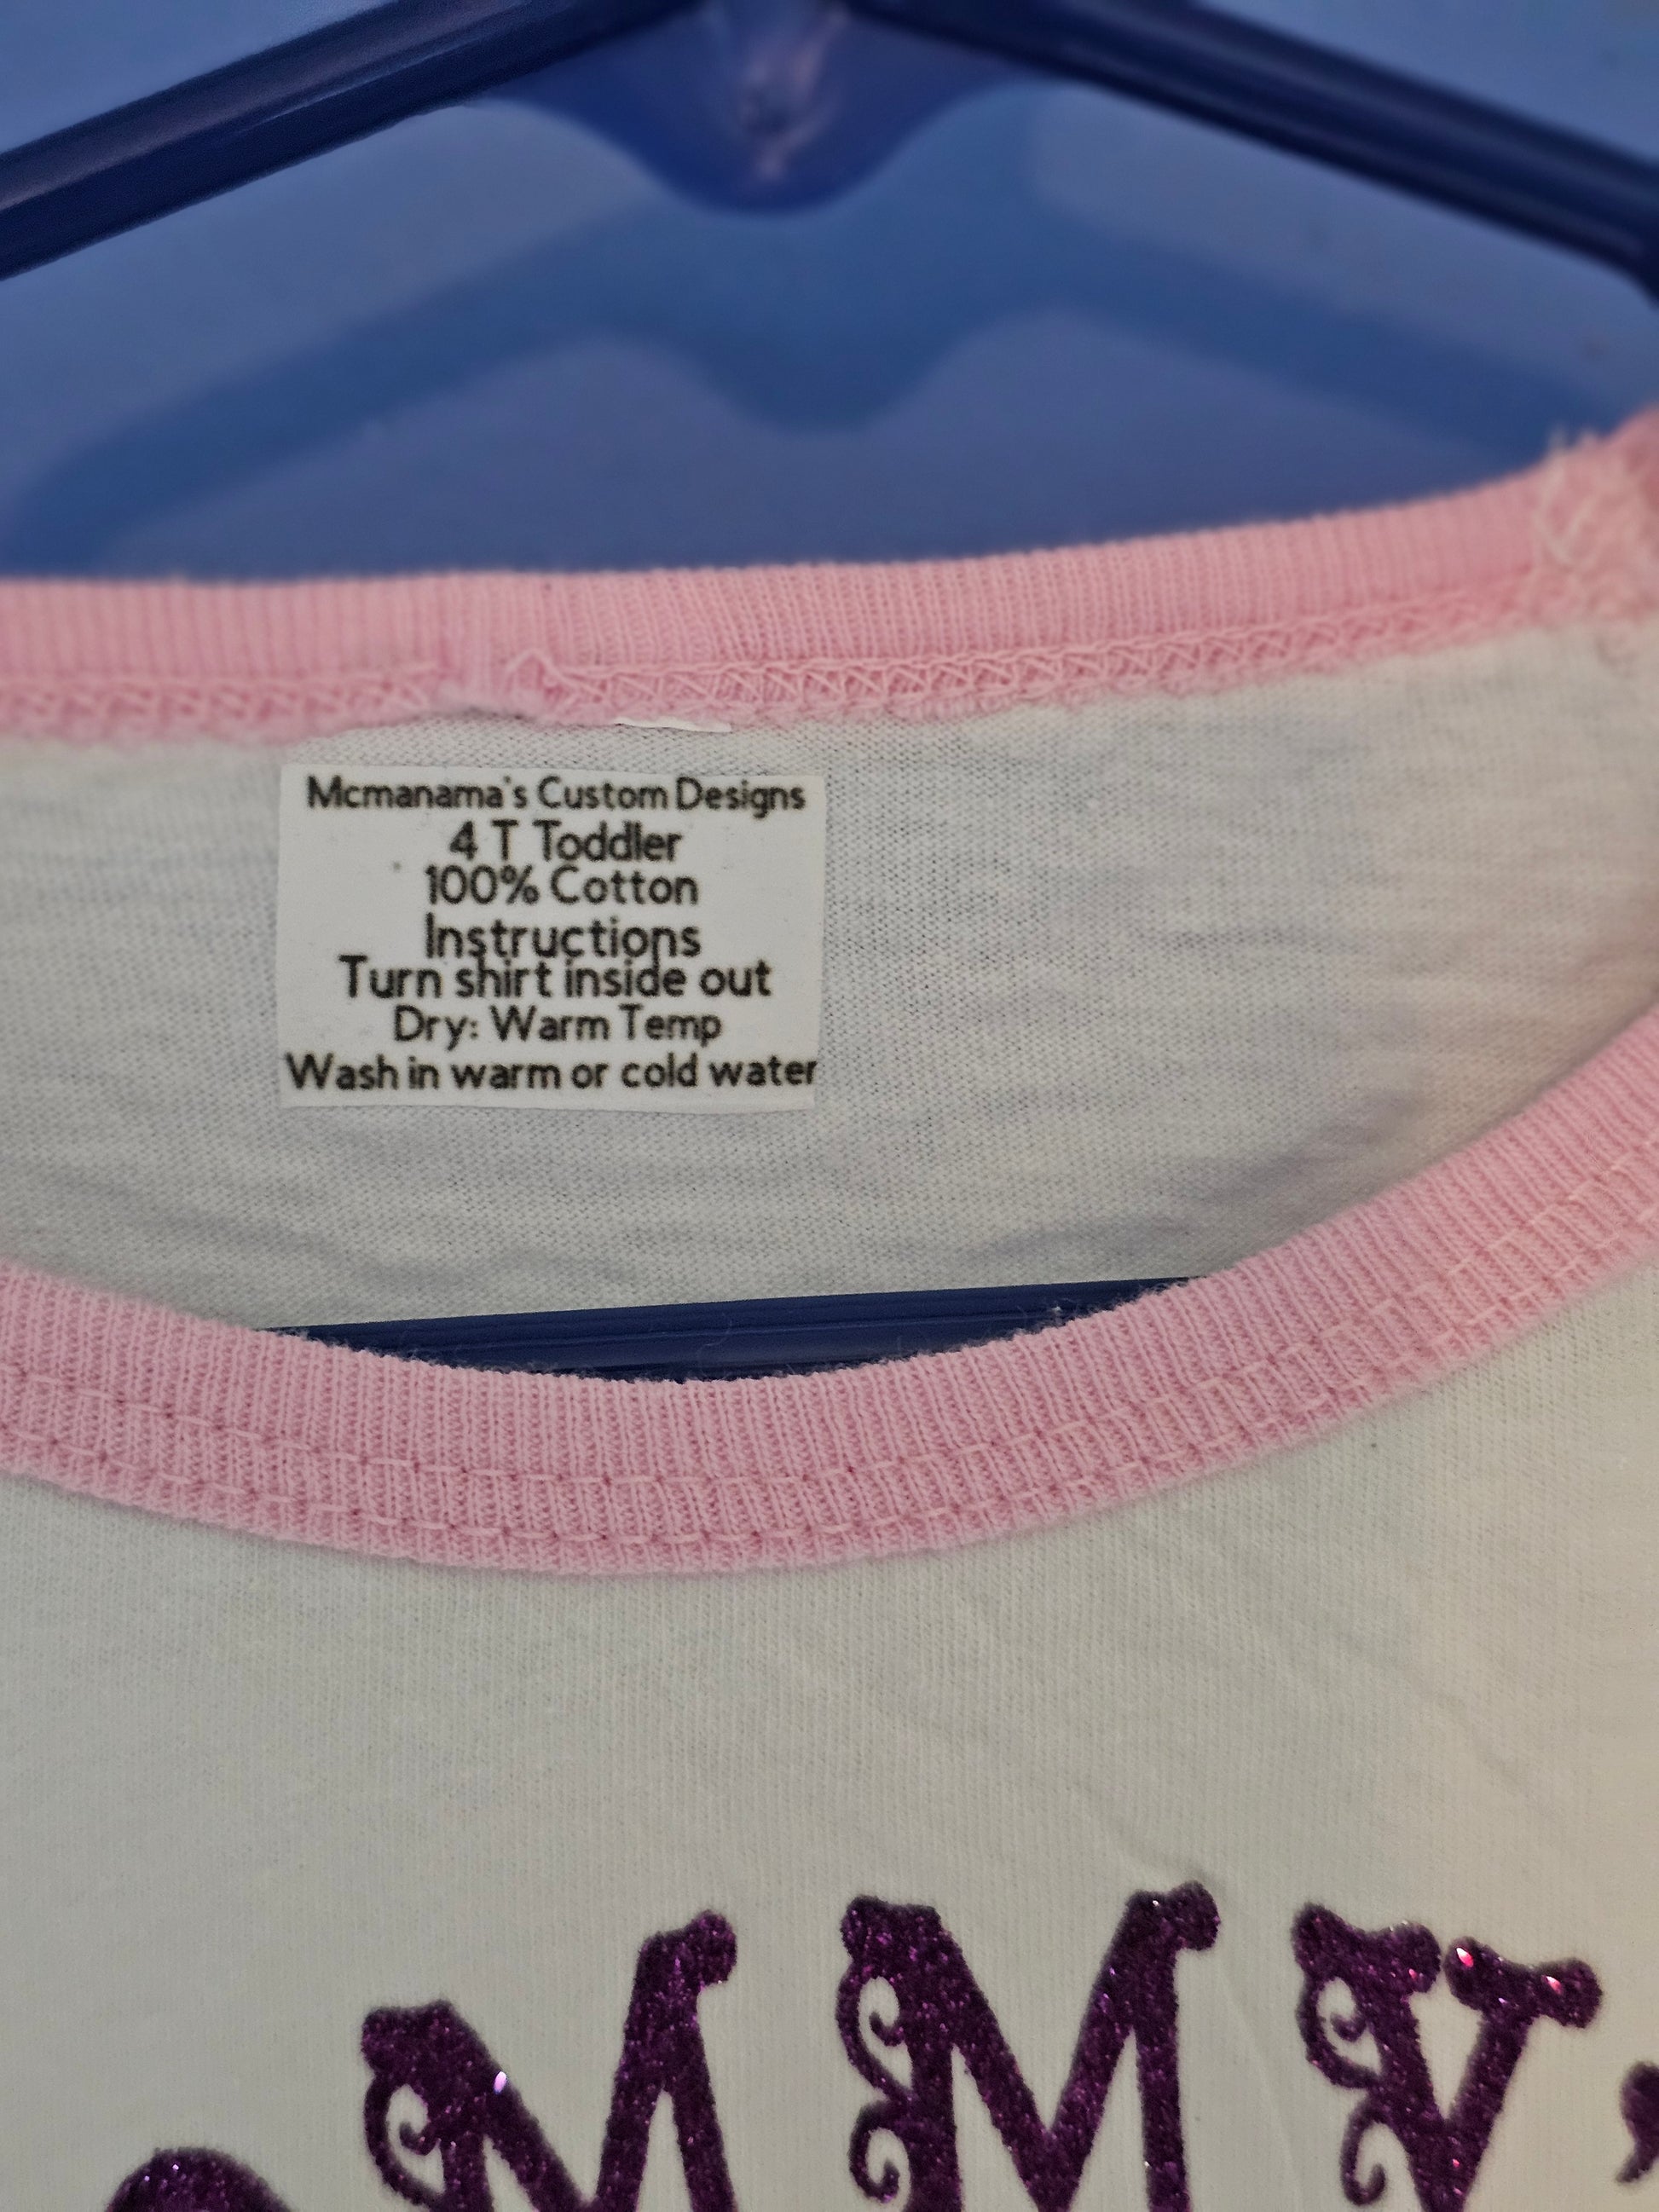 Mcmanama's Custom Designs
4 T Toddler
100% Cotton
Instructions
Turn shirt inside out
Dry: Warm Temp
Wash in warm or cold water